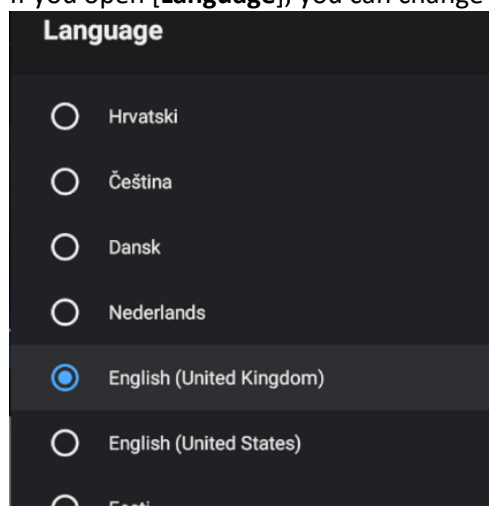 If you open [Language], you can change
Language
Hrvatski
Čeština
Dansk
Nederlands
English (United Kingdom)
English (United States)